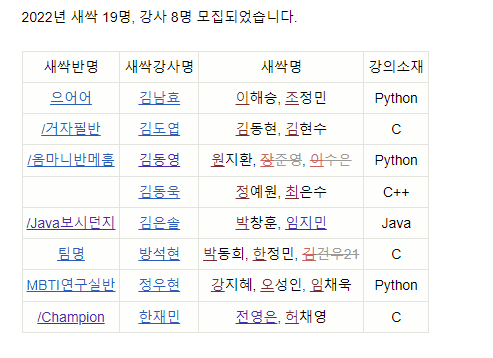 2022년 새싹 19명, 강사 8명 모집되었습니다.
새싹반명 새싹강사명 새싹명 강의소재
으어어 김남효 이해승, 조정민 Python
/거자필반 김도엽 김동현, 김현수 C
/옴마니반메훔 김동영 원지환, 장준영, 이수은 Python
김동욱 정예원, 최은수 C++
/Java보시던지 김은솔 박창훈, 임지민 Java
팀명 방석현 박동희, 한정민, 김건우21 C
MBTI연구실반 정우현 강지혜, 오성인, 임채욱 Python
/Champion 한재민 전영은, 허채영 C